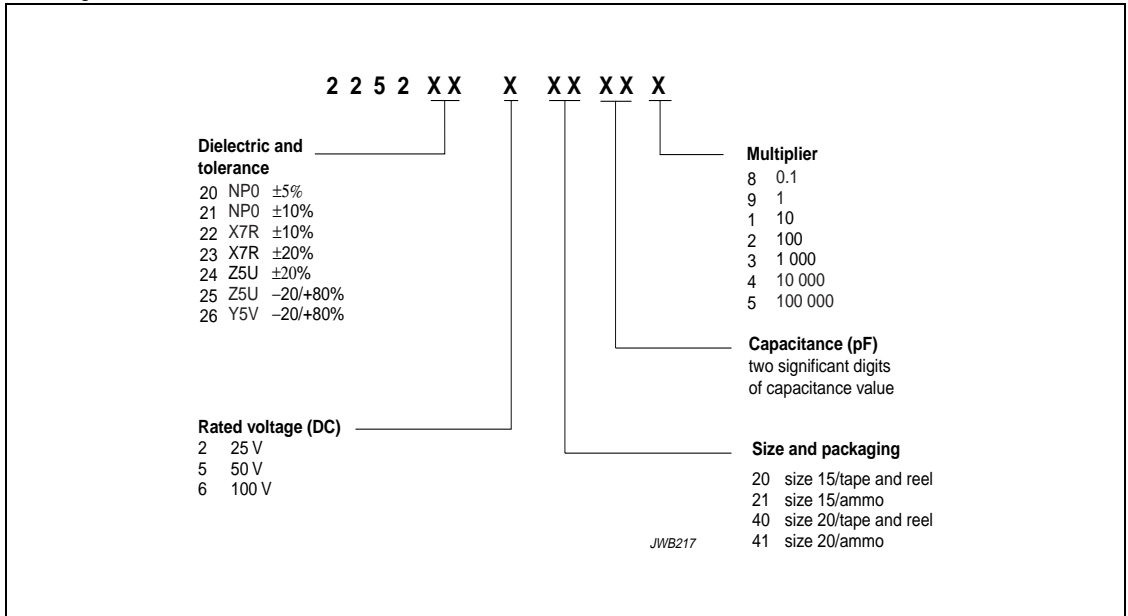 2 2 5 2 X X X X X X X X
Dielectric and
tolerance
20 NP0 ±5%
21 NP0 ±10%
22 X7R ±10%
23 X7R ±20%
24 Z5U ±20%
25 Z5U −20/+80%
26 Y5V −20/+80%
Rated voltage (DC)
2 25 V
5 50 V
6 100 V
Multiplier
8 0.1
9 1
1 10
2 100
3 1 000
4 10 000
5 100 000
Capacitance (pF)
two significant digits
of capacitance value
Size and packaging
20 size 15/tape and reel
21 size 15/ammo
40 size 20/tape and reel
41 size 20/ammo
JWB217